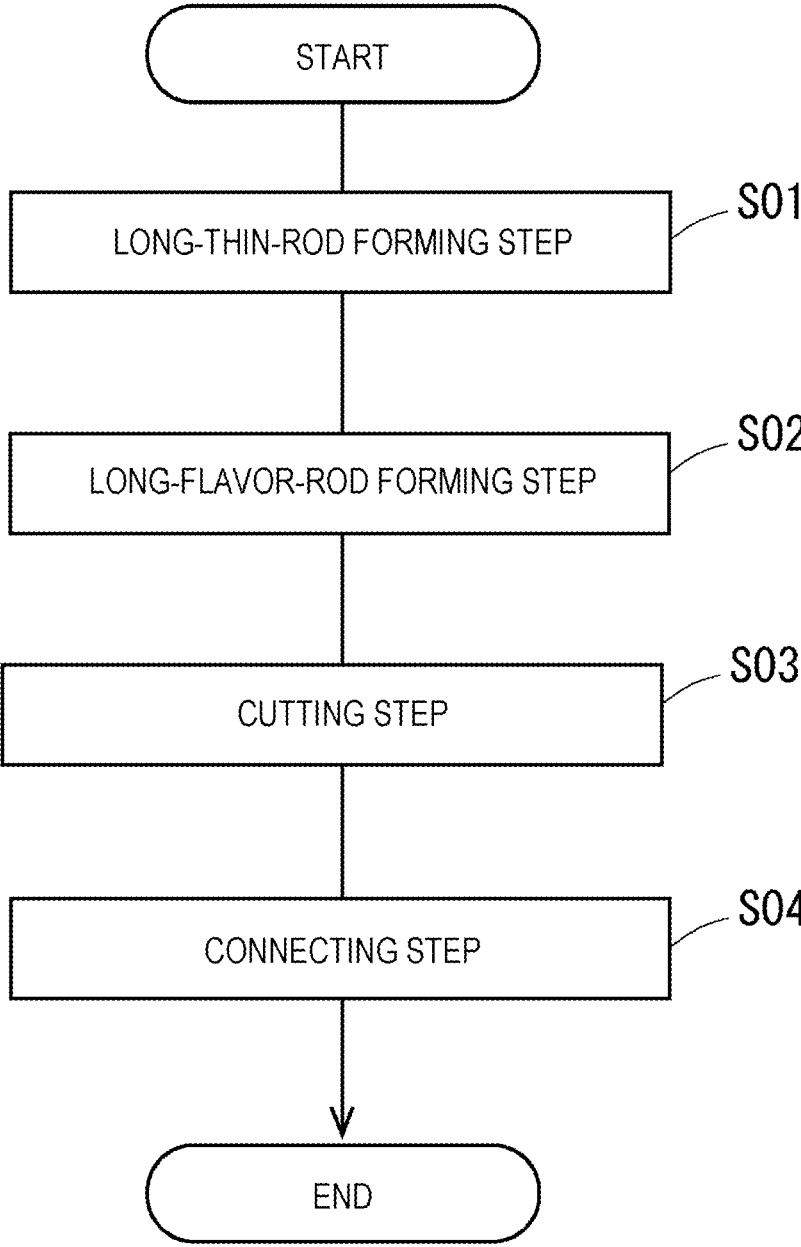 START
LONG-THIN-ROD FORMING STEP
S01
LONG-FLAVOR-ROD FORMING STEP
S02
CUTTING STEP
S03
CONNECTING STEP
S04
END